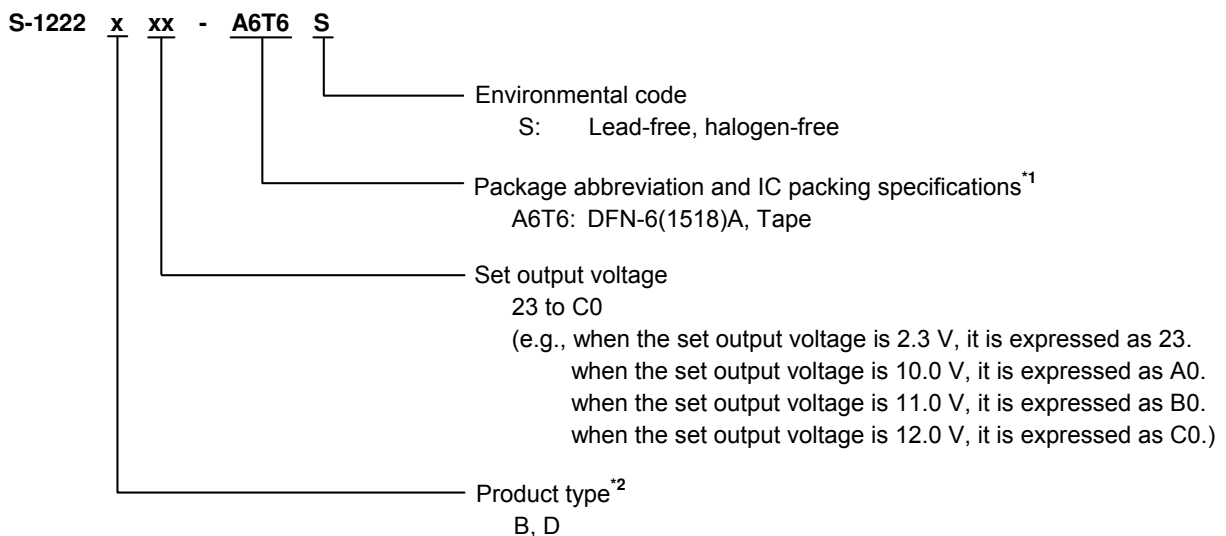 S-1222 x xx - A6T6 S
Environmental code
S: Lead-free, halogen-free
Package abbreviation and IC packing specifications*1
A6T6: DFN-6(1518)A, Tape
Set output voltage
23 to C0
(e.g., when the set output voltage is 2.3 V, it is expressed as 23.
when the set output voltage is 10.0 V, it is expressed as A0.
when the set output voltage is 11.0 V, it is expressed as B0.
when the set output voltage is 12.0 V, it is expressed as C0.)
Product type*2
B, D